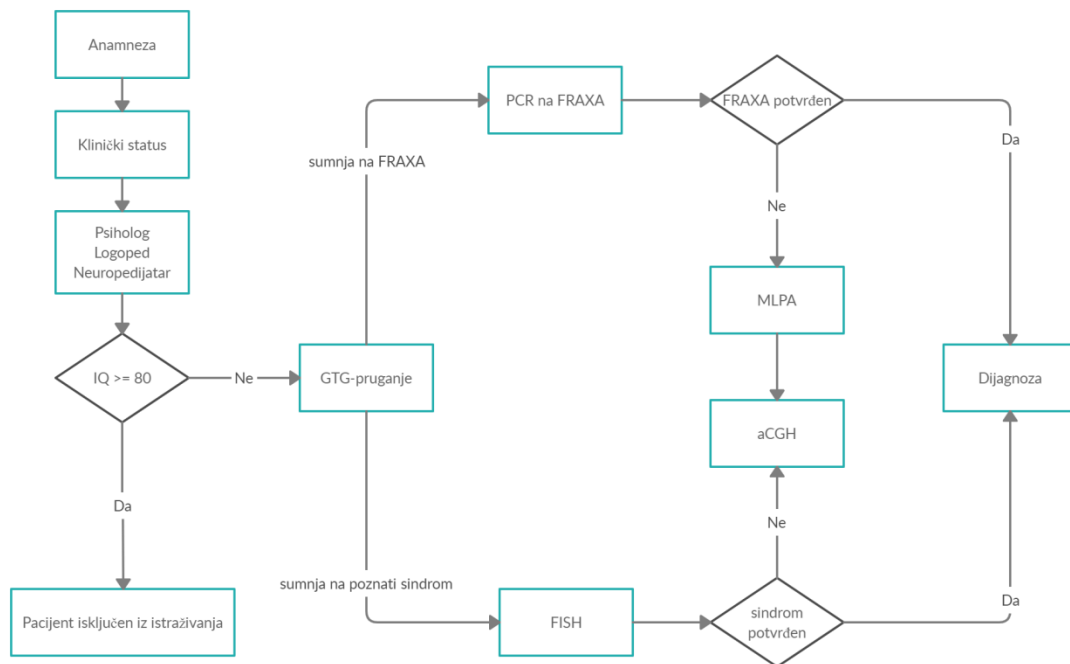 Anamneza
Klinički status
Psiholog
Logoped
Neuropedijatar
IQ >= 80
Ne
Da
Pacijent isključen iz istraživanja
GTG-pruganje
sumnja na FRAXA
PCR na FRAXA
FRAXA potvrđen
Da
Ne
MLPA
aCGH
Dijagnoza
sumnja na poznati sindrom
FISH
sindrom
potvrđen
Ne
Da